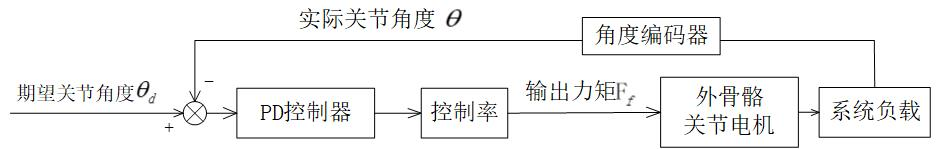 实际关节角度 θ
角度编码器
−
期望关节角度θd
+
PD控制器
控制率
输出力矩Ff
外骨骼
关节电机
系统负载